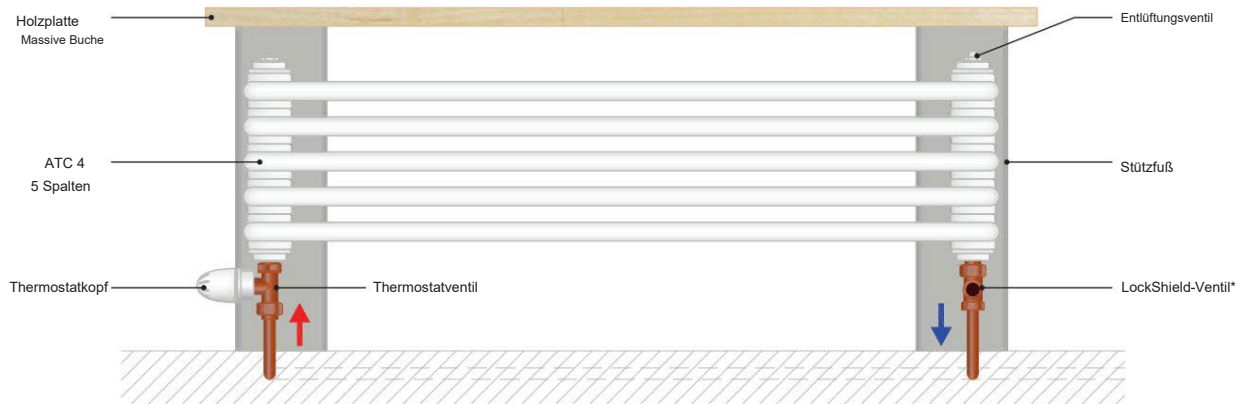 Holzplatte
Massive Buche
Entlüftungsventil
ATC 4
5 Spalten
Stützfuß
Thermostatkopf
Thermostatventil
LockShield-Ventil*